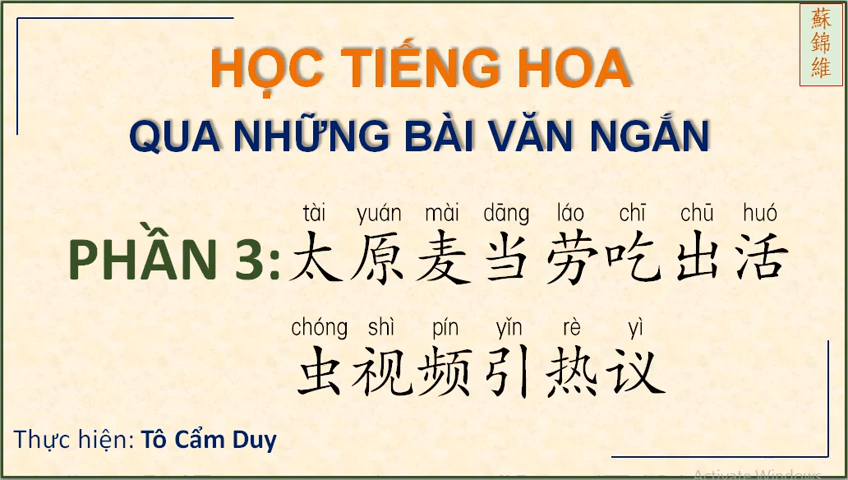 蘇錦維
HỌC TIẾNG HOA
QUA NHỮNG BÀI VĂN NGẮN
tài yuán mài dāng láo chī chū huó
PHẦN 3: 太原麦当劳吃出活
chóng shì pín yǐn rè yì
虫视频引热议
Thực hiện: Tô Cẩm Duy
Activate Windows